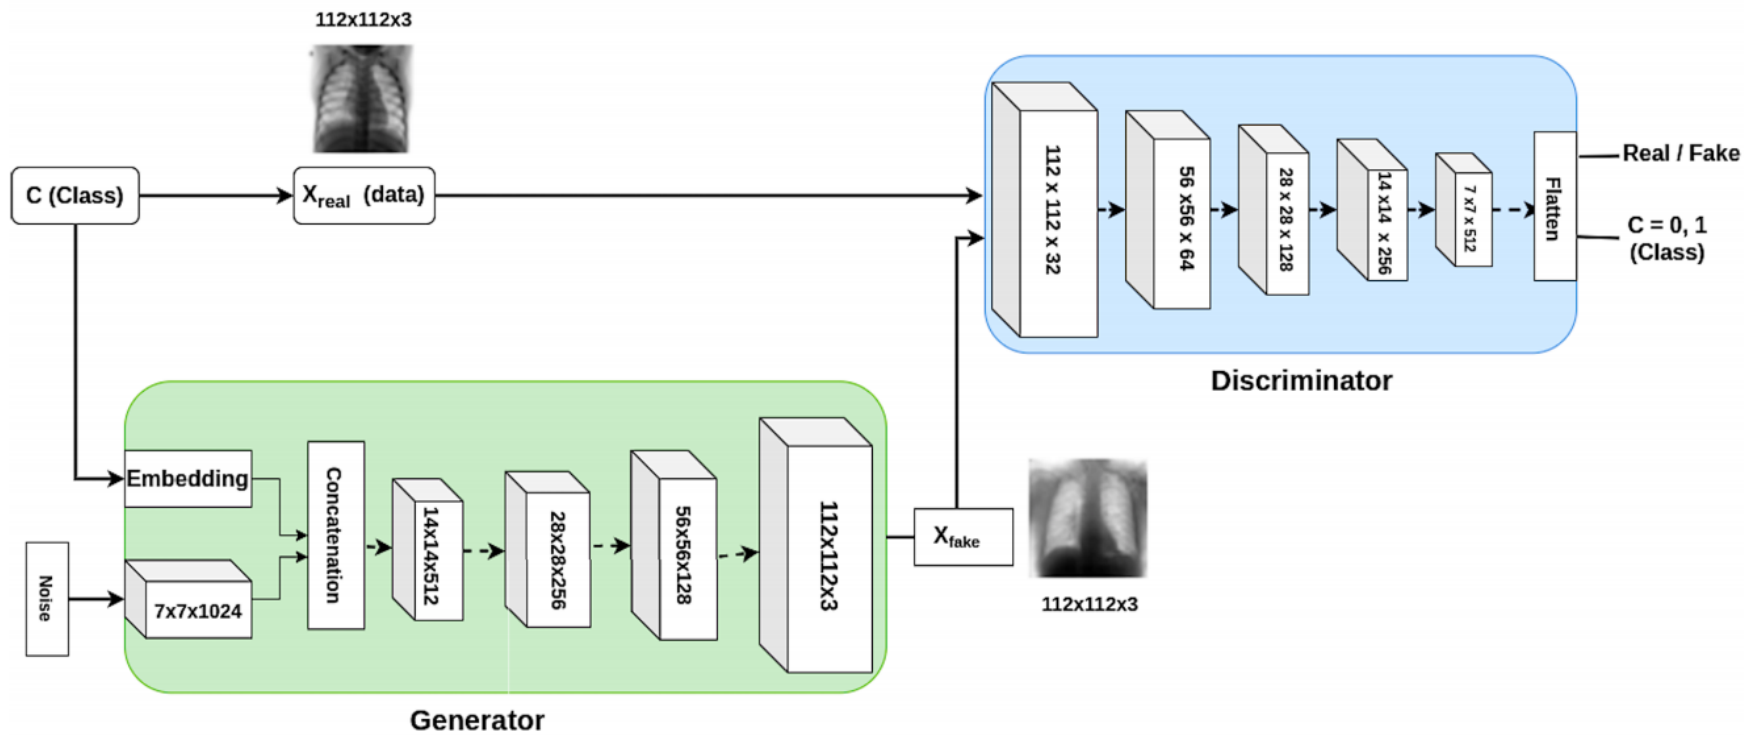 112x112x3
C (Class)
Xreal (data)
112 x 112 x 32
56 x56 x 64
28 x 28 x 128
14 x14 x 256
7 x7 x 512
Flatten
Real / Fake
C = 0, 1
(Class)
Discriminator
Embedding
Noise
7x7x1024
Concatenation
14x14x512
28x28x256
56x56x128
112x112x3
Xfake
112x112x3
Generator